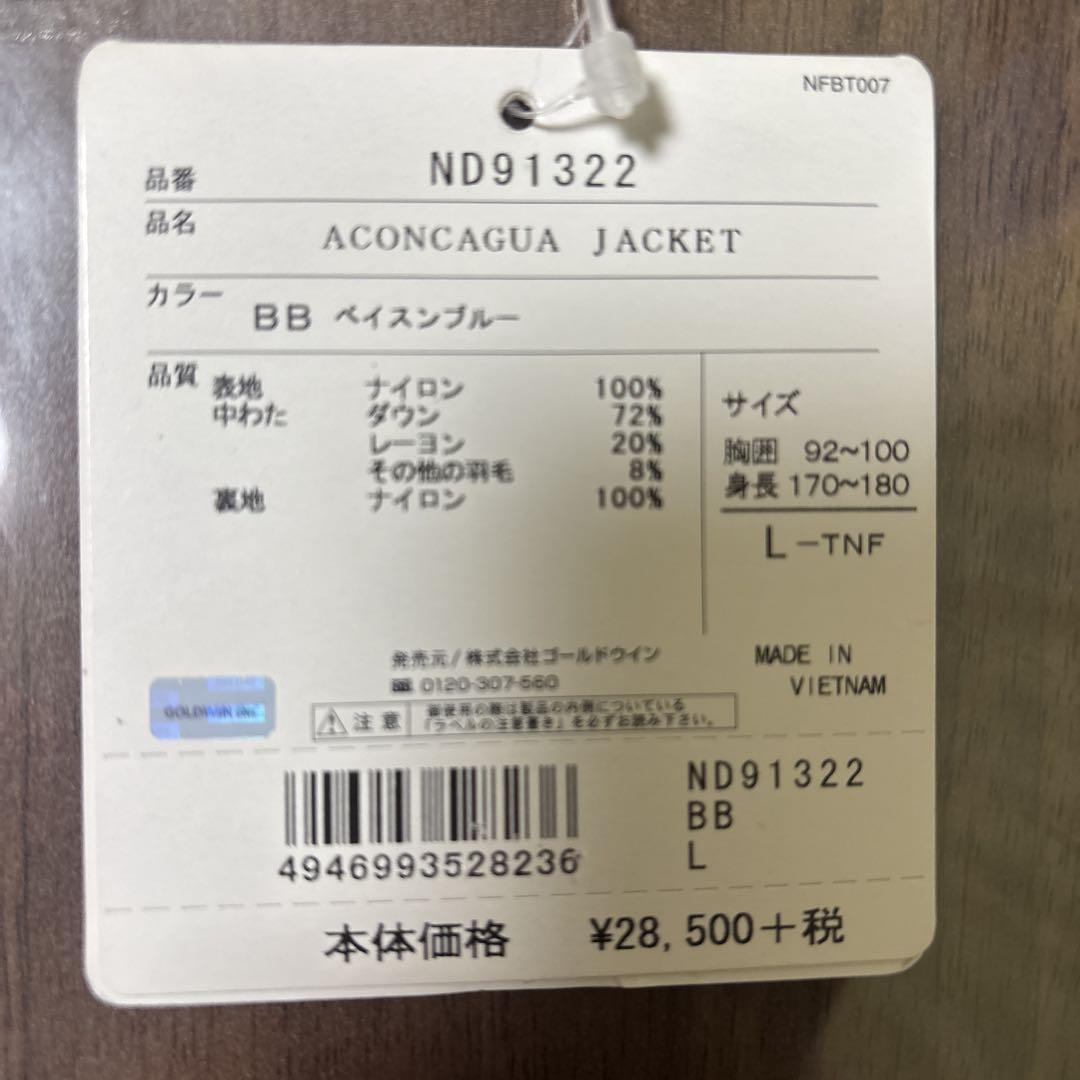 NFBT007
品番 ND91322
品名 ACONCAGUA JACKET
カラー BB ベイスンブルー
品質 表地 ナイロン 100%
中わた ダウン 72%
レーヨン 20%
その他の羽毛 8%
裏地 ナイロン 100%
サイズ
胸囲 92~100
身長 170~180
L-TNF
発売元/株式会社ゴールドウイン
0120-307-560
MADE IN
VIETNAM
GOLDWIN INC
注意
御使用の際は製品の内側についている
「ラベルの注意書き」を必ずお読み下さい。
4946993528236
ND91322
BB
L
本体価格 ¥28,500+税